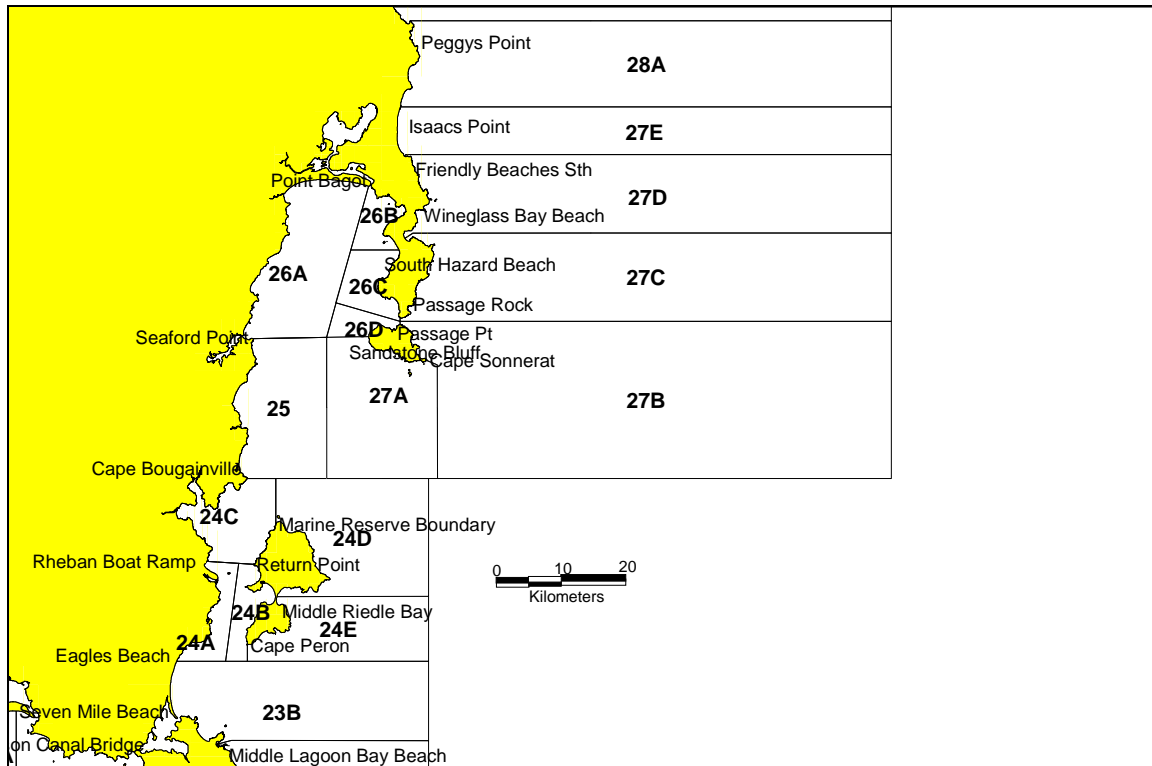 Peggys Point
28A
Isaacs Point
27E
Friendly Beaches Sth
Point Bagot
27D
26B
Wineglass Bay Beach
South Hazard Beach
26A
27C
26C
Passage Rock
26D
Passage Pt
Seaford Point
Sandstone Bluff
Cape Sonnerat
27A
27B
25
Cape Bougainville
24C
Marine Reserve Boundary
24D
Rheban Boat Ramp
Return Point
0 10 20
Kilometers
24B
Middle Riedle Bay
24E
24A
Cape Peron
Eagles Beach
Seven Mile Beach
23B
on Canal Bridge
Middle Lagoon Bay Beach